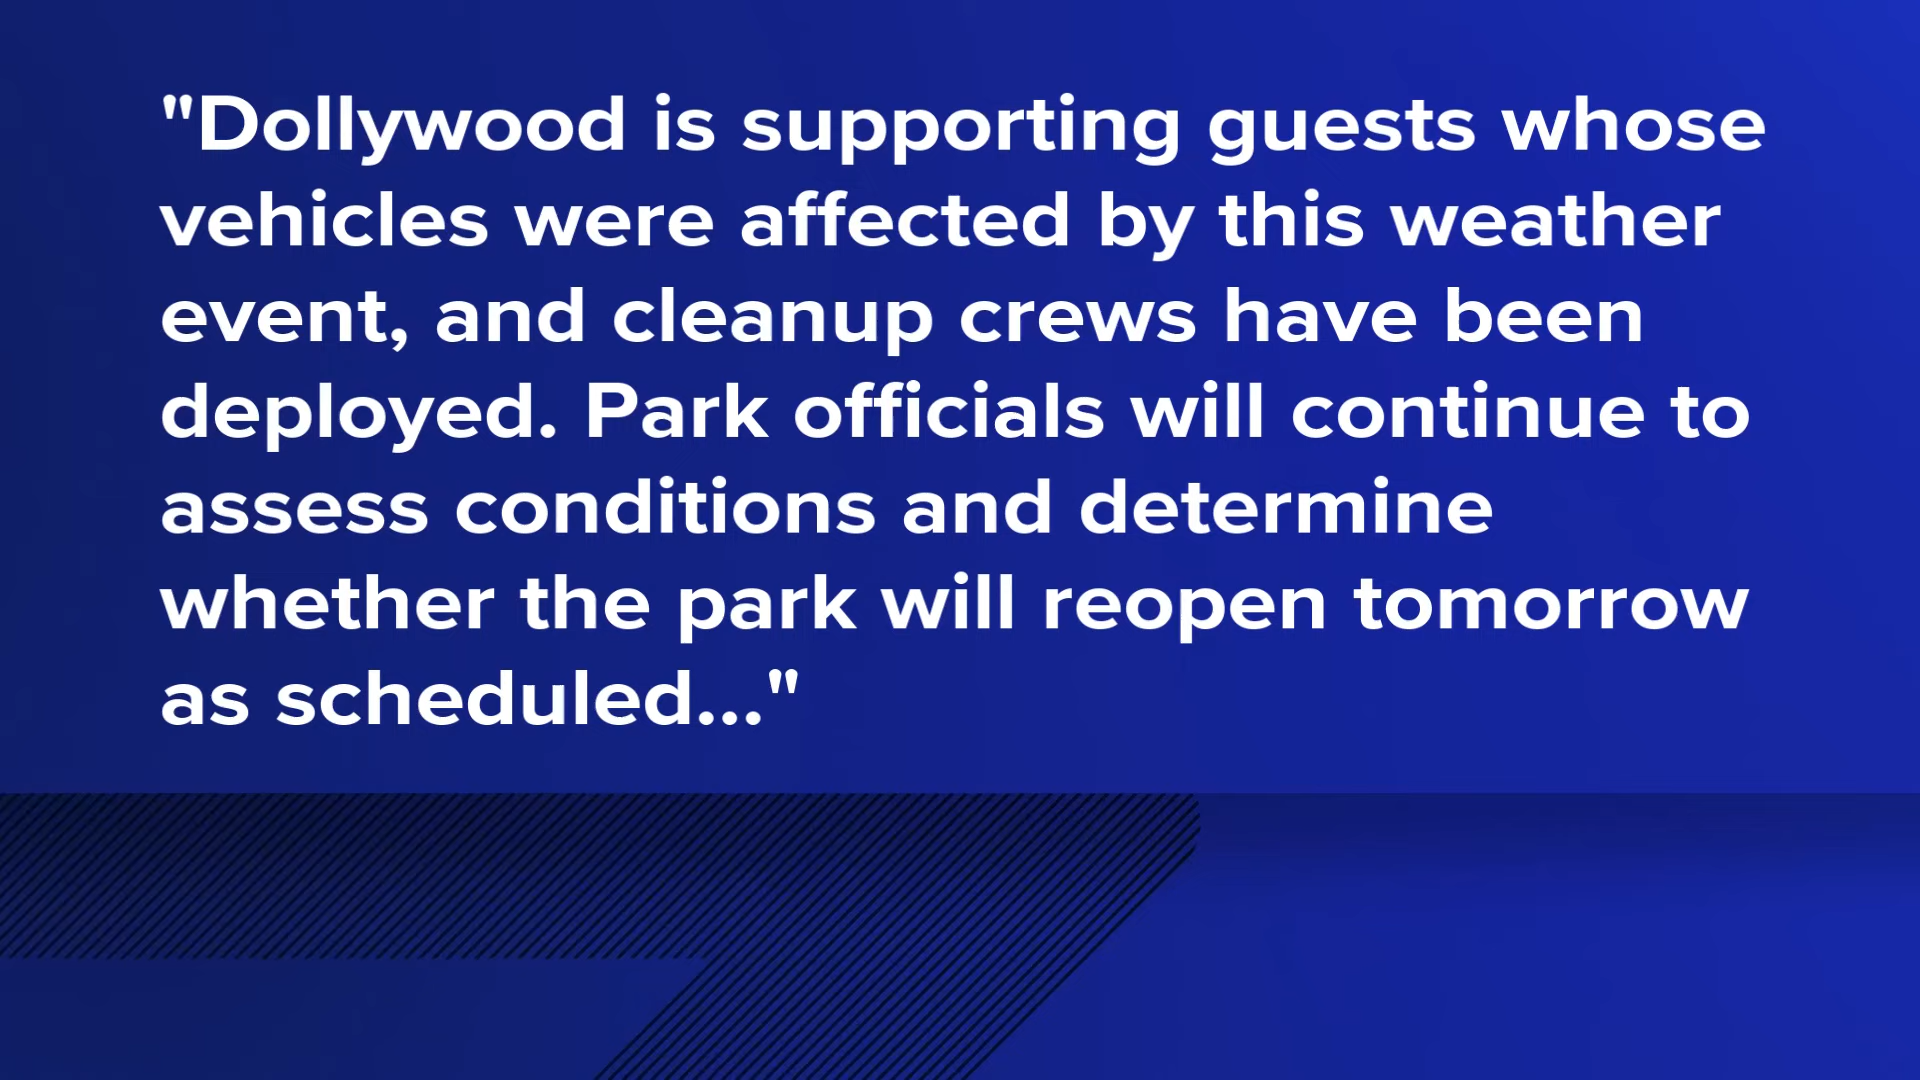 "Dollywood is supporting guests whose
vehicles were affected by this weather
event, and cleanup crews have been
deployed. Park officials will continue to
assess conditions and determine
whether the park will reopen tomorrow
as scheduled..."